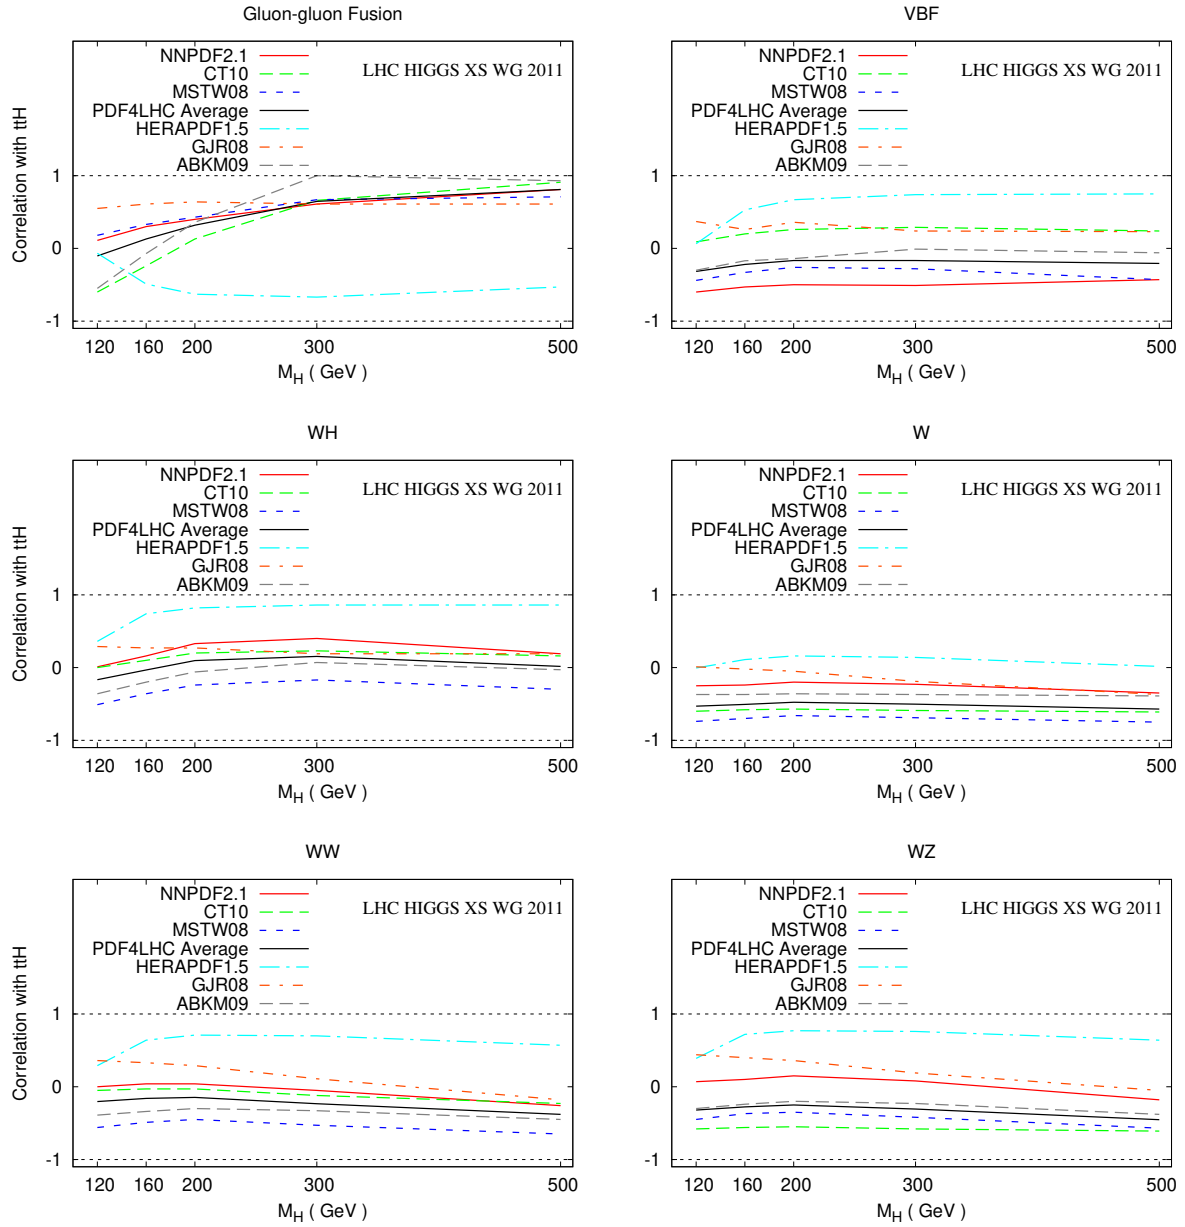 Gluon-gluon Fusion
Correlation with ttH
NNPDF2.1
CT10
MSTW08
PDF4LHC Average
HERAPDF1.5
GJR08
ABKM09
LHC HIGGS XS WG 2011
1
0
-1
120 160 200 300 500
M_H ( GeV )
VBF
NNPDF2.1
CT10
MSTW08
PDF4LHC Average
HERAPDF1.5
GJR08
ABKM09
LHC HIGGS XS WG 2011
1
0
-1
120 160 200 300 500
M_H ( GeV )
WH
Correlation with ttH
NNPDF2.1
CT10
MSTW08
PDF4LHC Average
HERAPDF1.5
GJR08
ABKM09
LHC HIGGS XS WG 2011
1
0
-1
120 160 200 300 500
M_H ( GeV )
W
NNPDF2.1
CT10
MSTW08
PDF4LHC Average
HERAPDF1.5
GJR08
ABKM09
LHC HIGGS XS WG 2011
1
0
-1
120 160 200 300 500
M_H ( GeV )
WW
Correlation with ttH
NNPDF2.1
CT10
MSTW08
PDF4LHC Average
HERAPDF1.5
GJR08
ABKM09
LHC HIGGS XS WG 2011
1
0
-1
120 160 200 300 500
M_H ( GeV )
WZ
NNPDF2.1
CT10
MSTW08
PDF4LHC Average
HERAPDF1.5
GJR08
ABKM09
LHC HIGGS XS WG 2011
1
0
-1
120 160 200 300 500
M_H ( GeV )